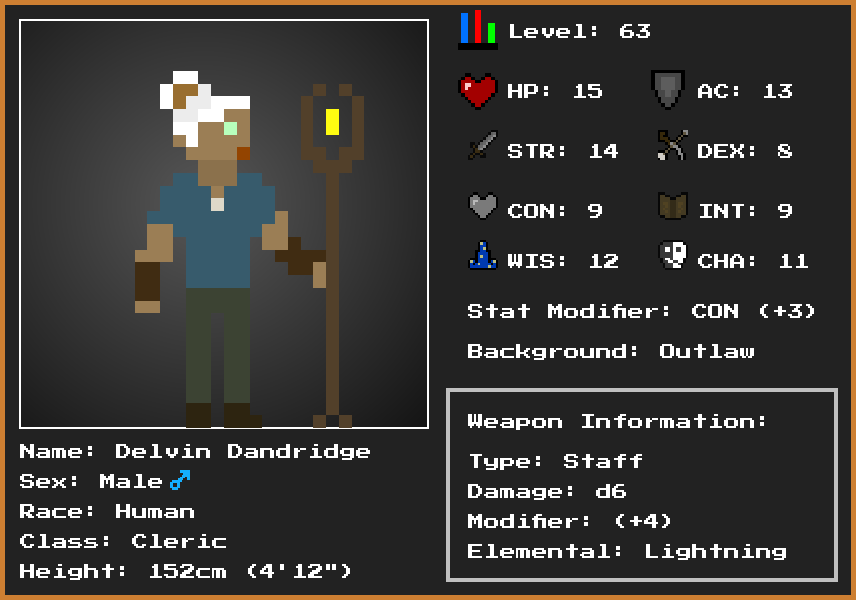 Level: 63
HP: 15
AC: 13
STR: 14
DEX: 8
CON: 9
INT: 9
WIS: 12
CHA: 11
Stat Modifier: CON (+3)
Background: Outlaw
Weapon Information:
Type: Staff
Damage: d6
Modifier: (+4)
Elemental: Lightning
Name: Delvin Dandridge
Sex: Male ♂
Race: Human
Class: Cleric
Height: 152cm (4'12")